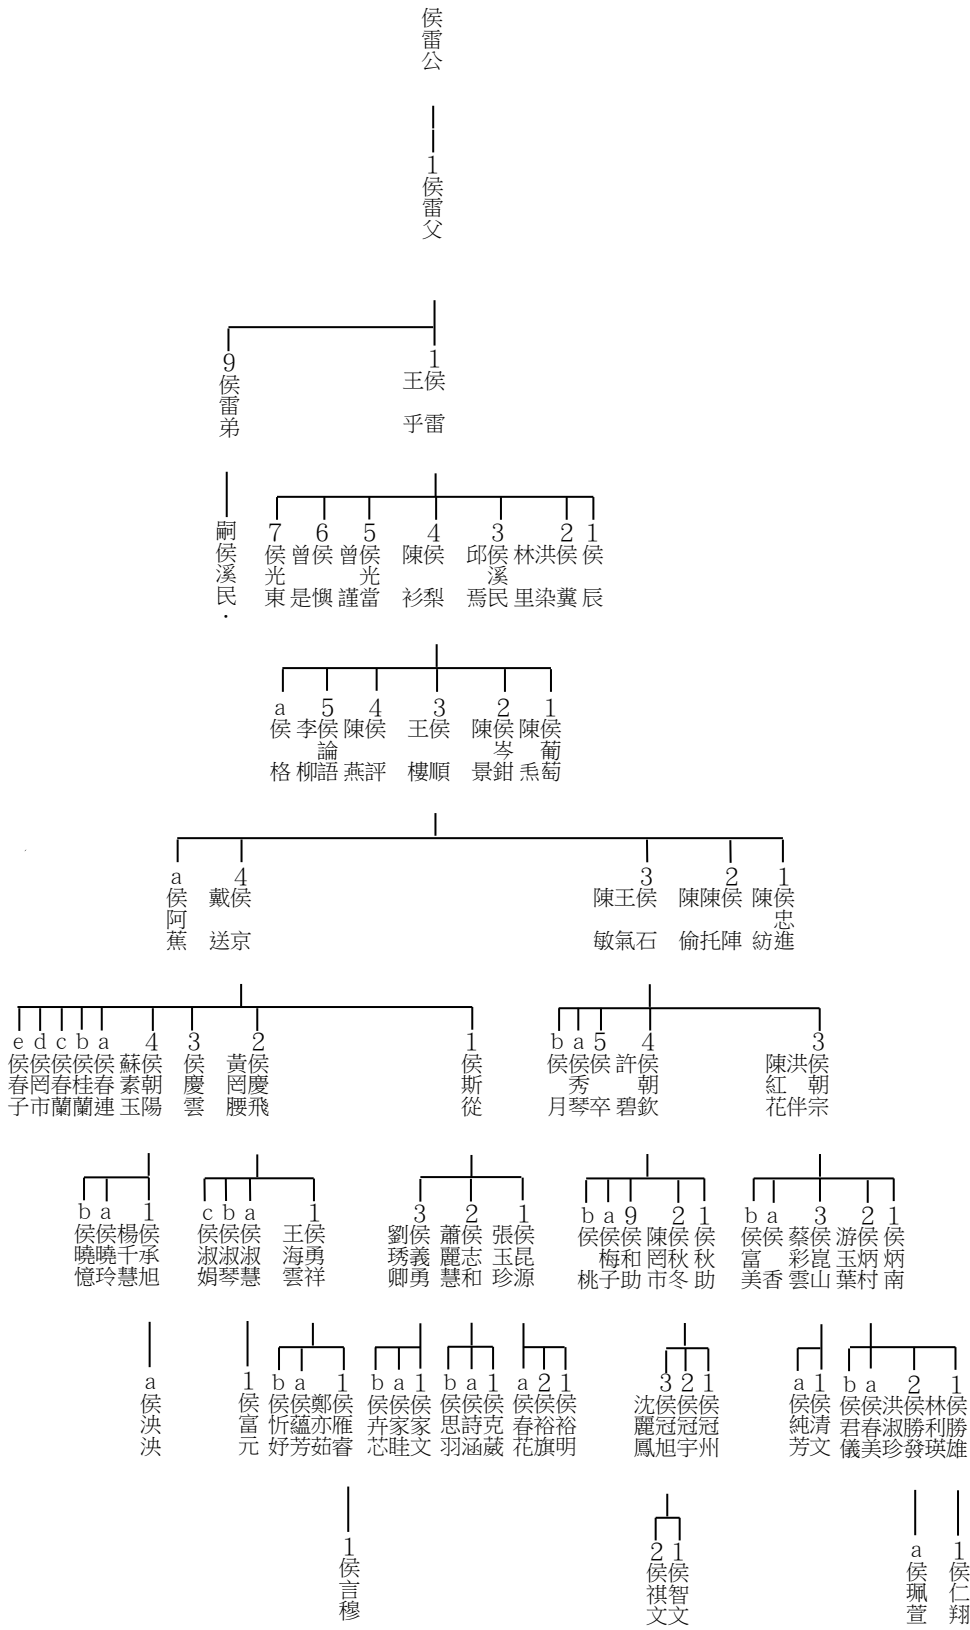 侯雷公
1侯雷父
1侯雷
王乎
9侯雷弟
1侯辰
2侯糞
洪染
林里
3侯溪民
邱焉
4侯梨
陳衫
5侯光當
曾謹
6侯懊
曾是
7侯光東
嗣侯溪民.
1侯葡萄
陳𤆬
2侯岑鉗
陳景
3侯順
王樓
4侯評
陳燕
5侯論語
李柳
a侯格
1侯忠進
陳紡
2侯陣
陳托
陳偷
3侯石
王氣
陳敏
4侯京
戴送
a侯阿蕉
3侯朝宗
洪伴
陳紅花
4侯朝欽
許碧
5侯卒
a侯秀琴
b侯月
1侯斯從
2侯慶飛
黃罔腰
3侯慶雲
4侯朝陽
蘇素玉
a侯春連
b侯桂蘭
c侯春蘭
d侯罔市
e侯春子
1侯炳南
2侯炳村
游玉葉
3侯崑山
蔡彩雲
a侯香
b侯富美
1侯秋助
2侯秋冬
陳罔市
9侯和助
a侯梅子
b侯桃
1侯昆源
張玉珍
2侯志和
蕭麗慧
3侯義勇
劉琇卿
1侯勇祥
王海雲
a侯淑慧
b侯淑琴
c侯淑娟
1侯承旭
楊千慧
a侯曉玲
b侯曉憶
1侯勝雄
林利瑛
2侯勝發
洪淑珍
a侯春美
b侯君儀
1侯清文
a侯純芳
1侯冠州
2侯冠宇
3侯冠旭
沈麗鳳
1侯裕明
2侯裕旗
a侯春花
1侯克葳
a侯詩涵
b侯思羽
1侯家文
a侯家眭
b侯卉芯
1侯雁睿
鄭亦茹
a侯蘊芳
b侯忻妤
1侯富元
a侯泱泱
1侯仁翔
a侯珮萱
1侯智文
2侯祺文
1侯言穆